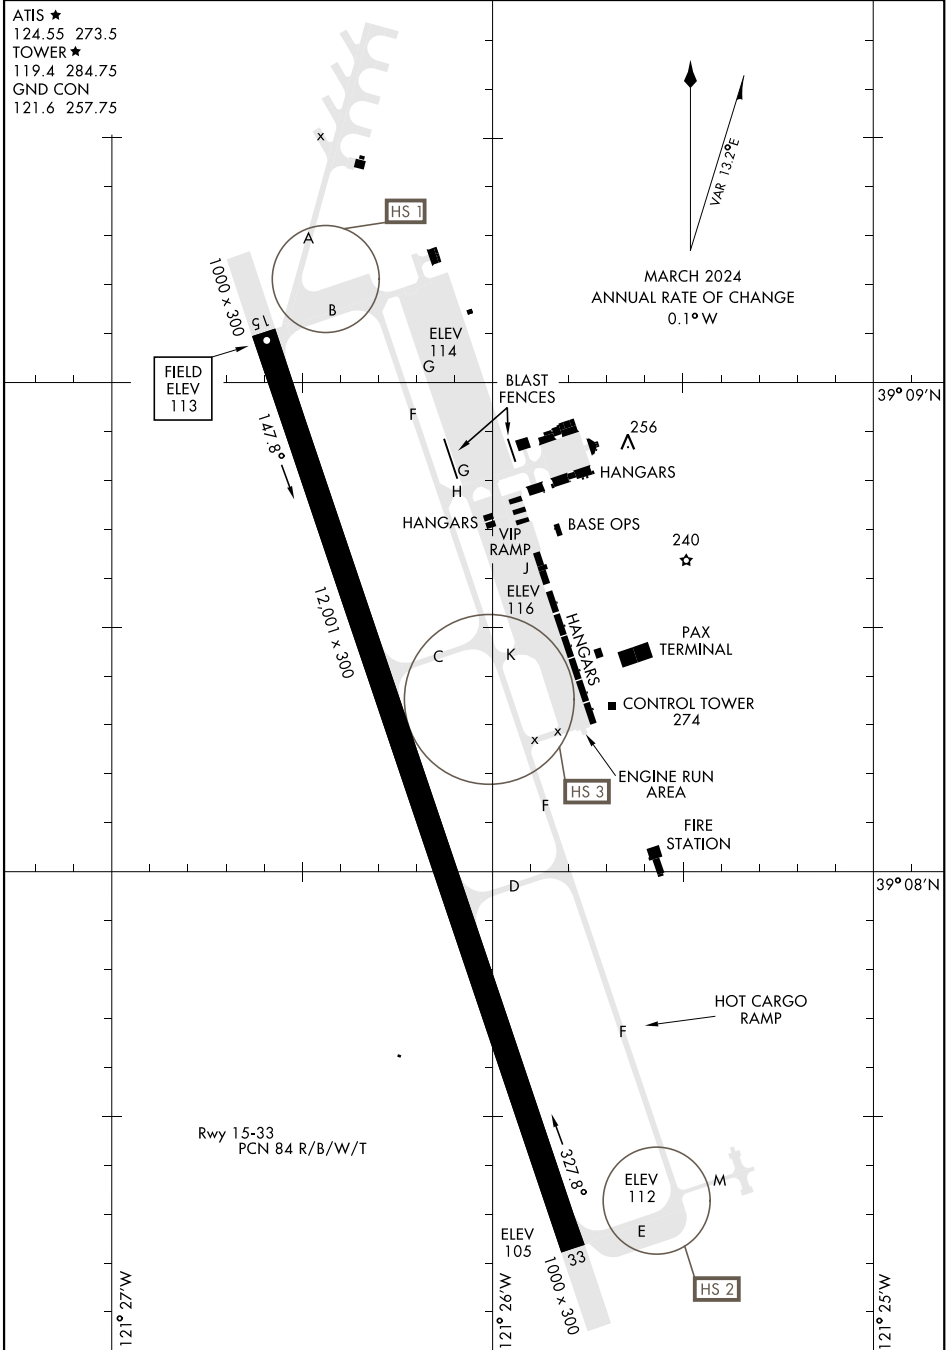 ATIS ★
124.55 273.5
TOWER ★
119.4 284.75
GND CON
121.6 257.75
x
VAR 13.2°E
HS 1
A
1000 x 300
MARCH 2024
ANNUAL RATE OF CHANGE
0.1° W
B
15
ELEV
114
G
FIELD
ELEV
113
BLAST
FENCES
39° 09'N
F
147.8°
256
G
H
HANGARS
HANGARS
VIP
RAMP
BASE OPS
240
J
ELEV
116
12,001 x 300
HANGARS
PAX
TERMINAL
C
K
CONTROL TOWER
274
x
x
ENGINE RUN
AREA
HS 3
F
FIRE
STATION
D
39° 08'N
HOT CARGO
RAMP
F
Rwy 15-33
PCN 84 R/B/W/T
327.8°
ELEV
112
M
E
ELEV
105
33
1000 x 300
HS 2
121° 27'W
121° 26'W
121° 25'W